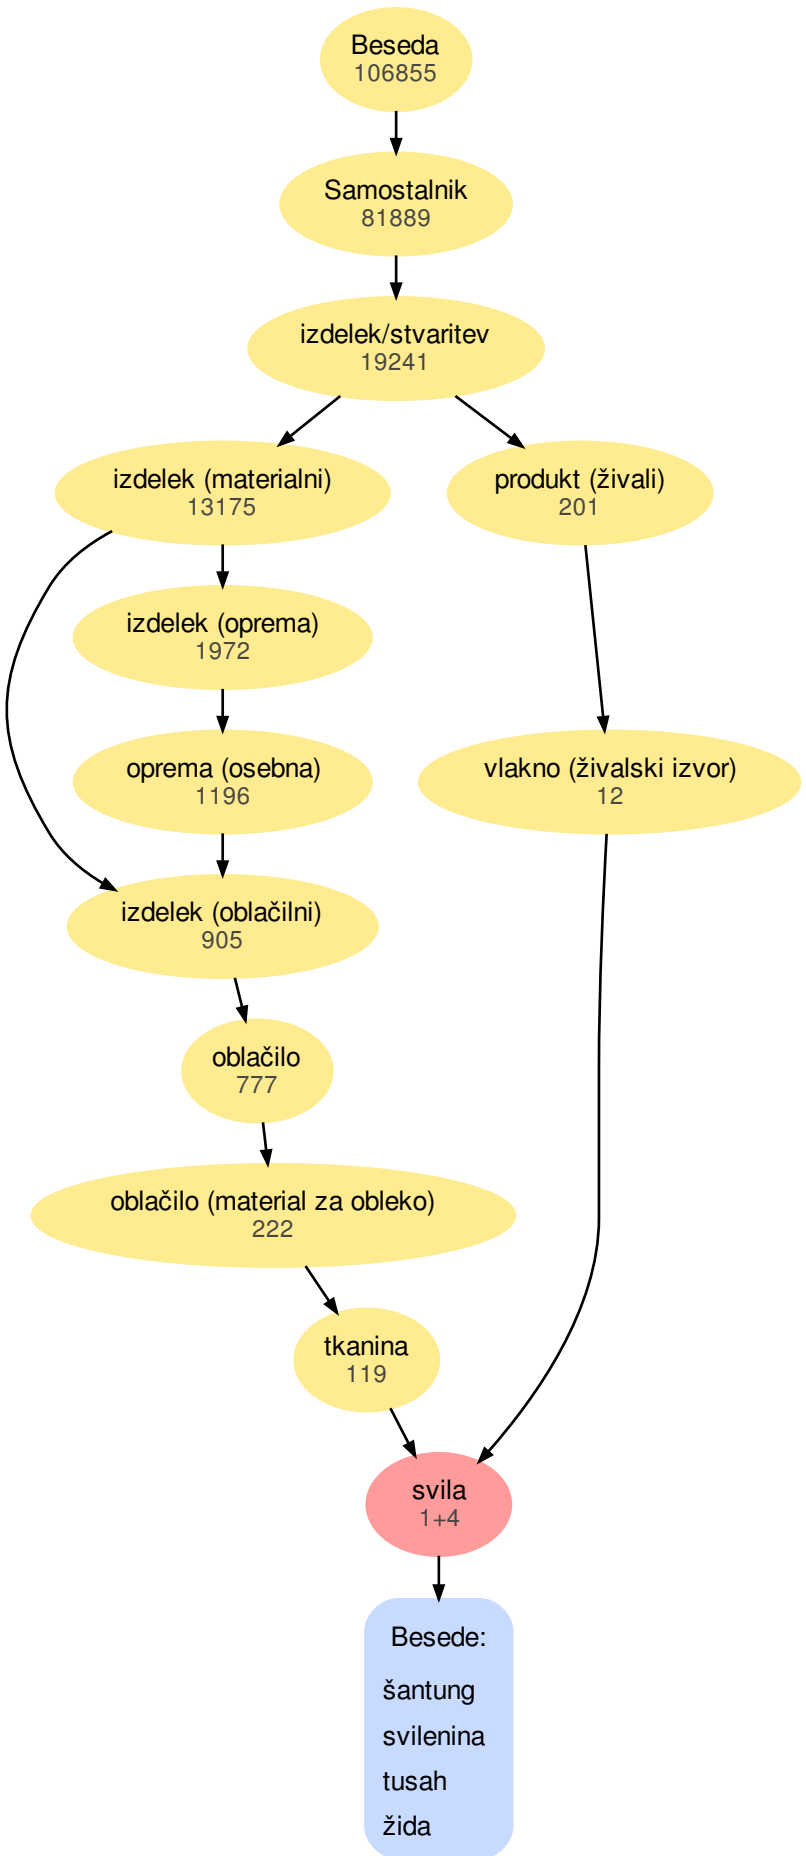 Beseda
106855
Samostalnik
81889
izdelek/stvaritev
19241
izdelek (materialni)
13175
produkt (živali)
201
izdelek (oprema)
1972
oprema (osebna)
1196
vlakno (živalski izvor)
12
izdelek (oblačilni)
905
oblačilo
777
oblačilo (material za obleko)
222
tkanina
119
svila
1+4
Besede:
šantung
svilenina
tusah
žida